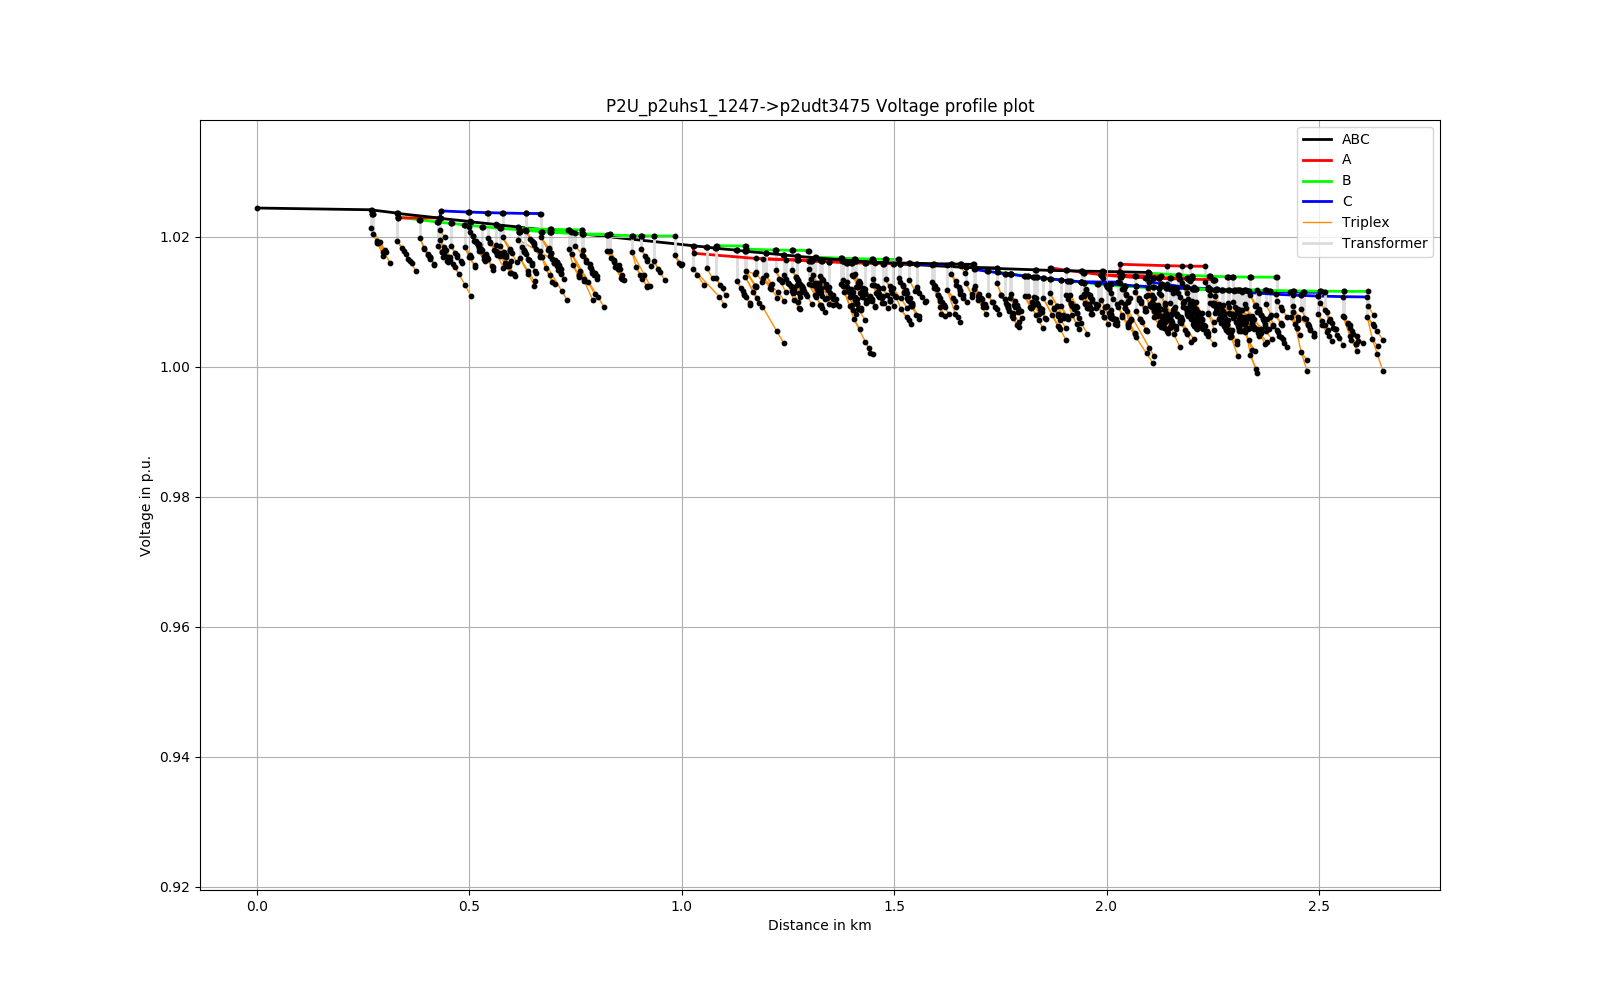 P2U_p2uhs1_1247->p2udt3475 Voltage profile plot
ABC
A
B
C
Triplex
Transformer
1.02
1.00
0.98
0.96
0.94
0.92
Voltage in p.u.
0.0 0.5 1.0 1.5 2.0 2.5
Distance in km